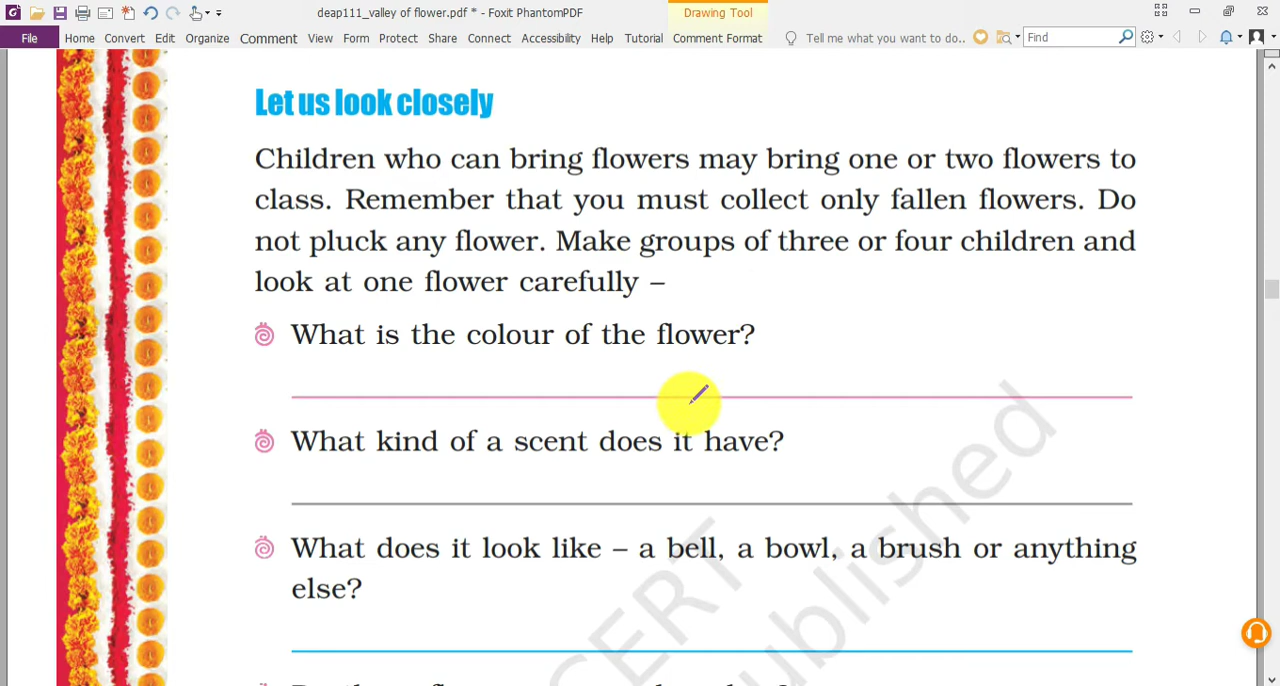 deap111_valley of flower.pdf * - Foxit PhantomPDF
Drawing Tool
File Home Convert Edit Organize Comment View Form Protect Share Connect Accessibility Help Tutorial Comment Format Tell me what you want to do.. Find
Let us look closely
Children who can bring flowers may bring one or two flowers to
class. Remember that you must collect only fallen flowers. Do
not pluck any flower. Make groups of three or four children and
look at one flower carefully –
What is the colour of the flower?
What kind of a scent does it have?
What does it look like – a bell, a bowl, a brush or anything
else?